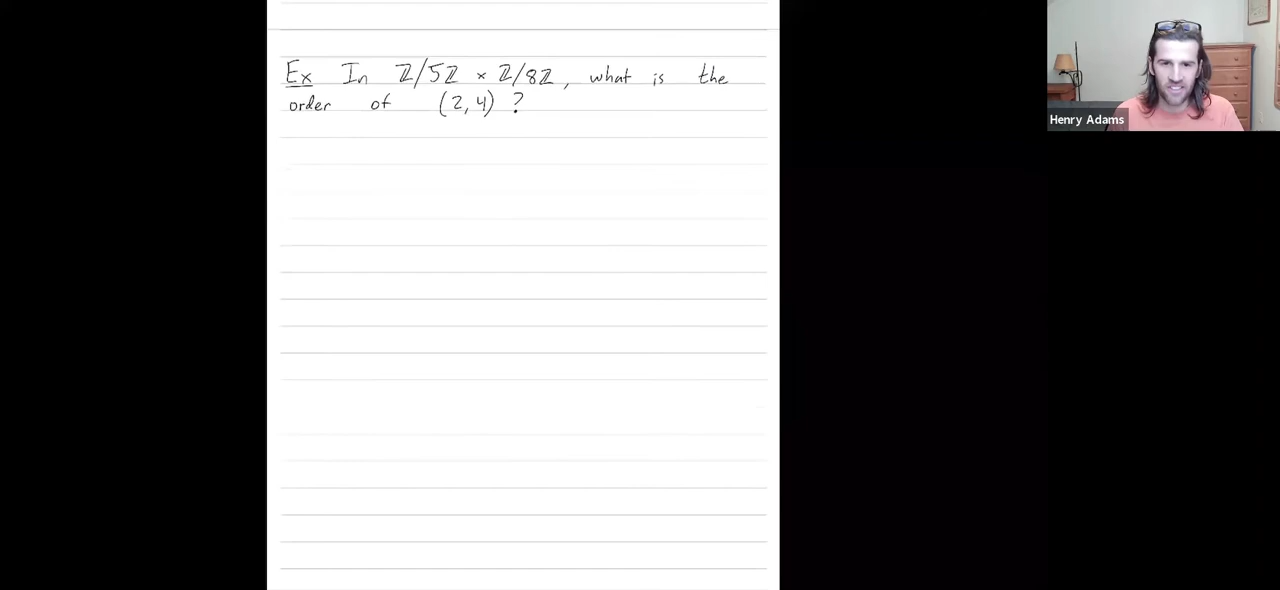 Ex In ℤ/5ℤ × ℤ/8ℤ, what is the
order of (2,4) ?
Henry Adams